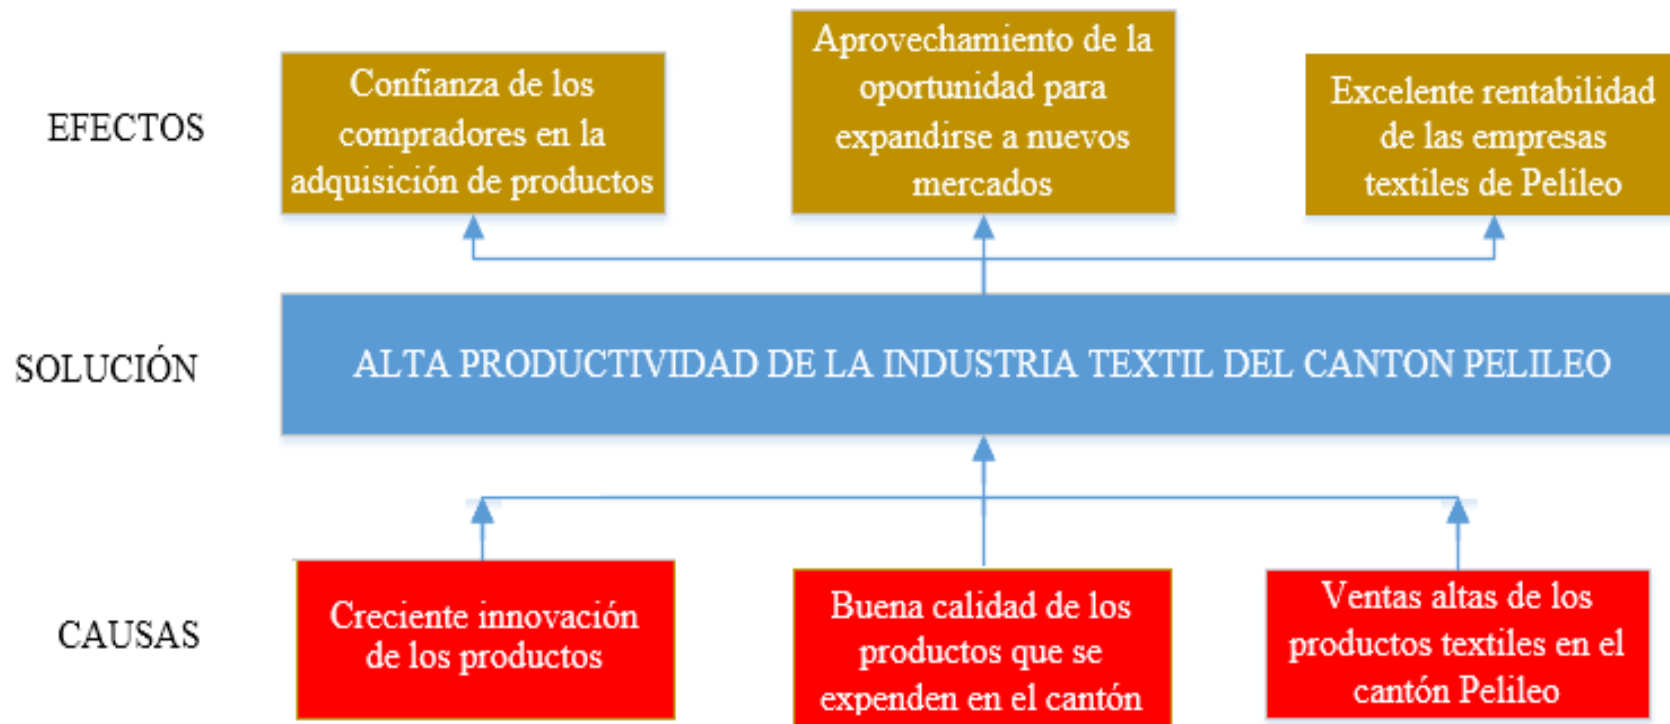 EFECTOS
Confianza de los
compradores en la
adquisición de productos
Aprovechamiento de la
oportunidad para
expandirse a nuevos
mercados
Excelente rentabilidad
de las empresas
textiles de Pelileo
SOLUCIÓN
ALTA PRODUCTIVIDAD DE LA INDUSTRIA TEXTIL DEL CANTON PELILEO
CAUSAS
Creciente innovación
de los productos
Buena calidad de los
productos que se
expenden en el cantón
Ventas altas de los
productos textiles en el
cantón Pelileo